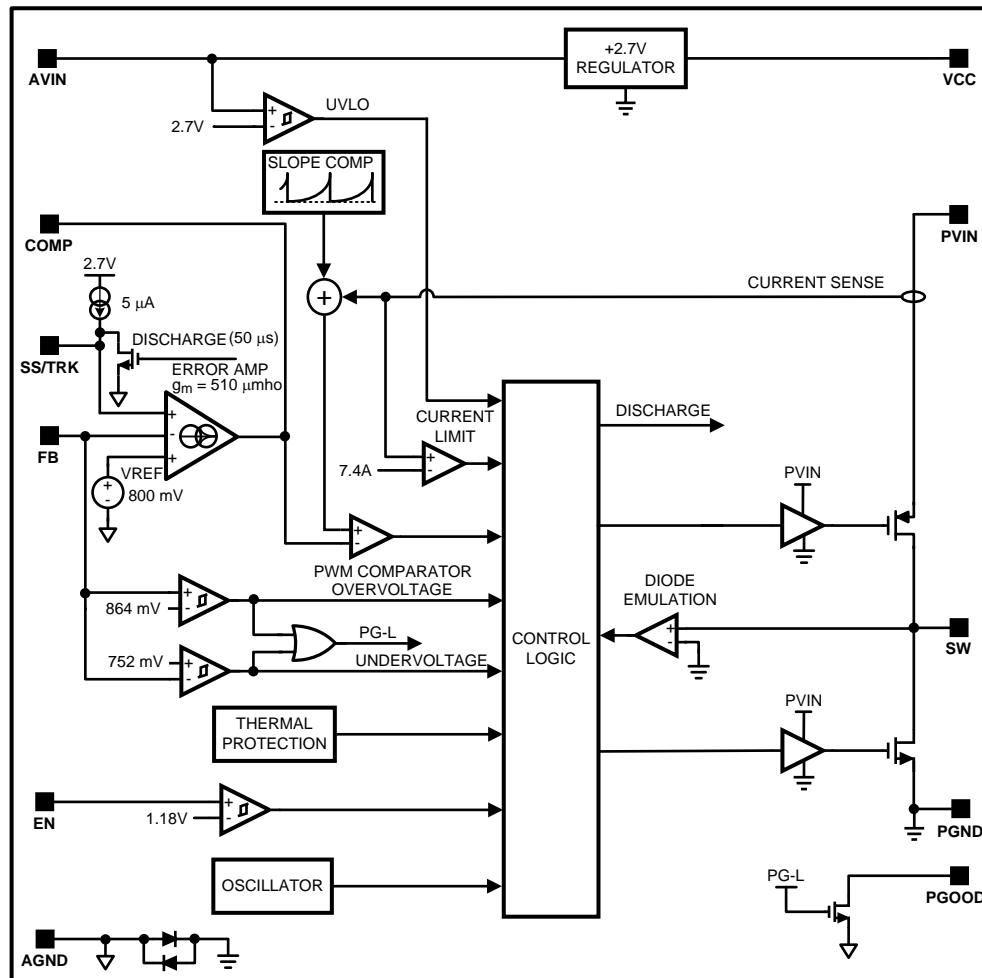 +2.7V
REGULATOR
AVIN
VCC
UVLO
2.7V
SLOPE COMP
COMP
PVIN
2.7V
5 µA
CURRENT SENSE
DISCHARGE (50 µs)
SS/TRK
ERROR AMP
gm = 510 µmho
CURRENT
LIMIT
DISCHARGE
FB
7.4A
VREF
800 mV
PVIN
PWM COMPARATOR
OVERVOLTAGE
DIODE
EMULATION
864 mV
PG-L
CONTROL
LOGIC
SW
752 mV
UNDERVOLTAGE
PVIN
THERMAL
PROTECTION
EN
1.18V
PGND
OSCILLATOR
PG-L
PGOOD
AGND
+
-
+
-
+
-
+
+
+
-
+
-
+
-
+
-
+
-
+
-
+
-